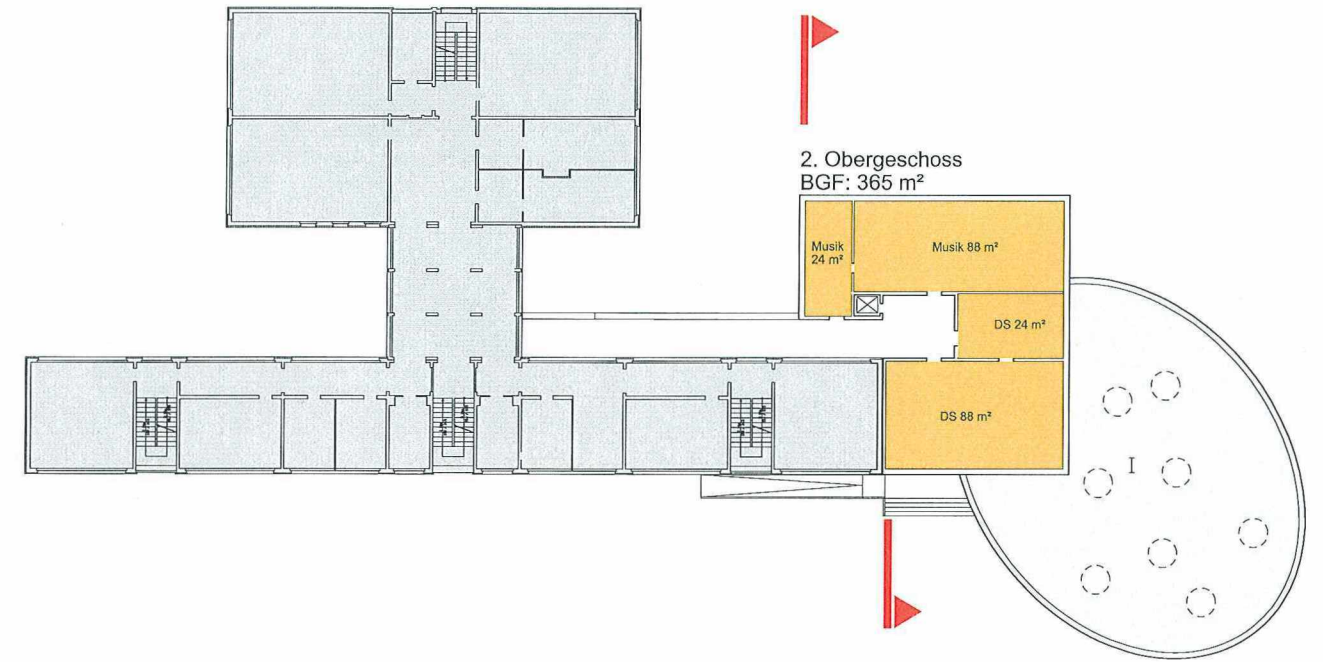 2. Obergeschoss
BGF: 365 m²
Musik
24 m²
Musik 88 m²
DS 24 m²
DS 88 m²
I